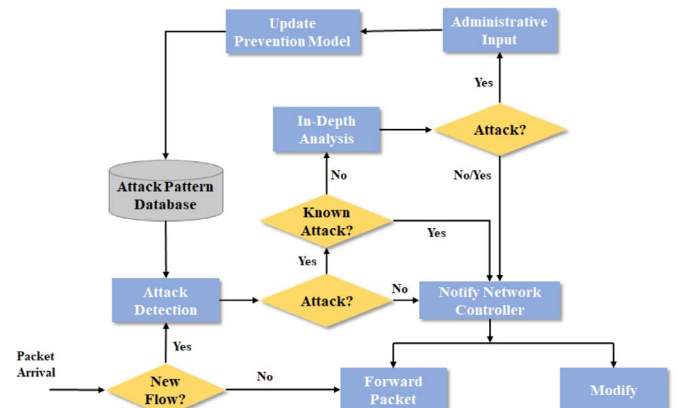 Update
Prevention Model
Administrative
Input
Yes
In-Depth
Analysis
Attack?
No
No/Yes
Attack Pattern
Database
Known
Attack?
Yes
Yes
Attack
Detection
Attack?
No
Notify Network
Controller
Yes
Packet
Arrival
New
Flow?
No
Forward
Packet
Modify